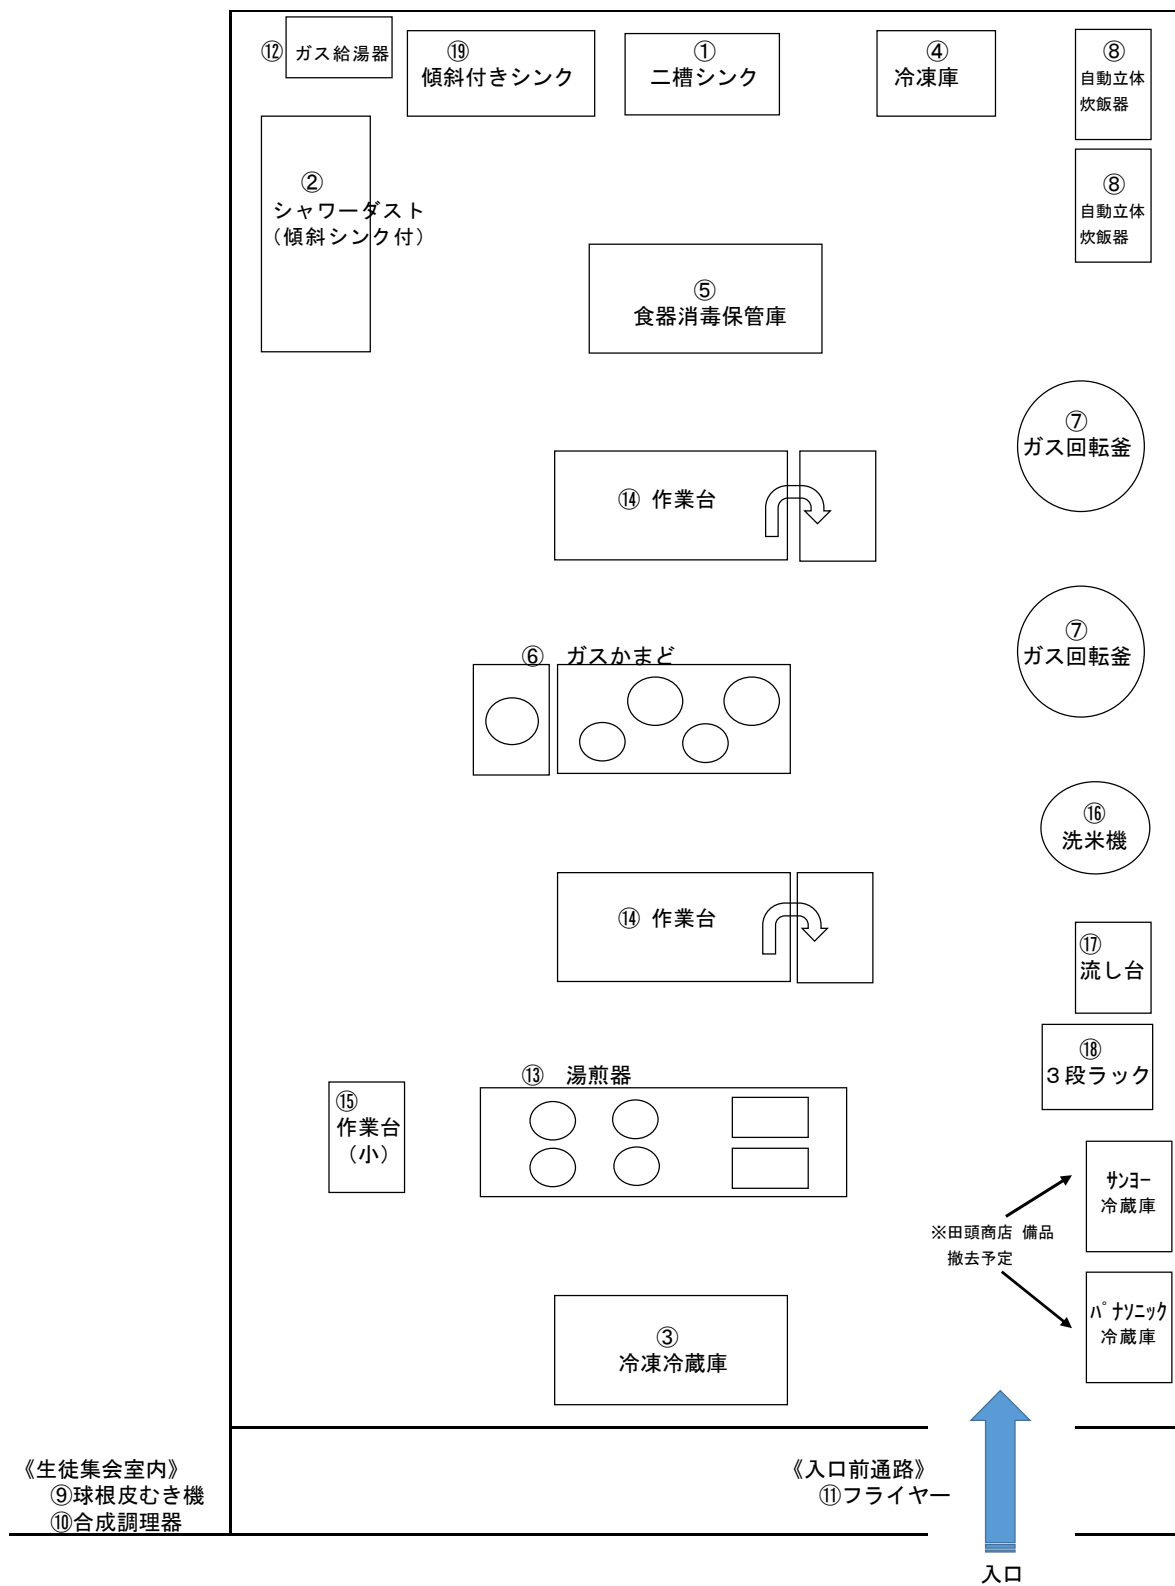 ⑫ ガス給湯器
⑲
傾斜付きシンク
①
二槽シンク
④
冷凍庫
⑧
自動立体
炊飯器
②
シャワーダスト
(傾斜シンク付)
⑧
自動立体
炊飯器
⑤
食器消毒保管庫
⑦
ガス回転釜
⑭ 作業台
⑥ ガスかまど
⑦
ガス回転釜
⑯
洗米機
⑭ 作業台
⑰
流し台
⑱
3段ラック
⑬ 湯煎器
⑮
作業台
(小)
サンヨー
冷蔵庫
※田頭商店 備品
撤去予定
パナソニック
冷蔵庫
③
冷凍冷蔵庫
《生徒集会室内》
⑨球根皮むき機
⑩合成調理器
《入口前通路》
⑪フライヤー
入口